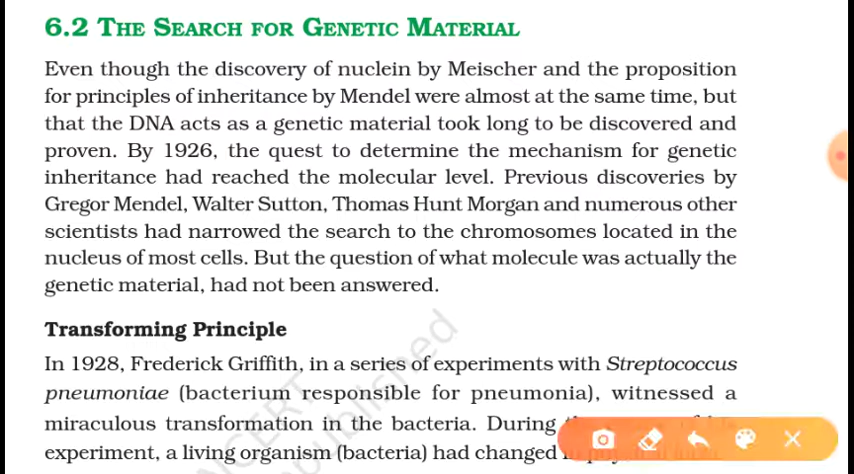 6.2 THE SEARCH FOR GENETIC MATERIAL
Even though the discovery of nuclein by Meischer and the proposition
for principles of inheritance by Mendel were almost at the same time, but
that the DNA acts as a genetic material took long to be discovered and
proven. By 1926, the quest to determine the mechanism for genetic
inheritance had reached the molecular level. Previous discoveries by
Gregor Mendel, Walter Sutton, Thomas Hunt Morgan and numerous other
scientists had narrowed the search to the chromosomes located in the
nucleus of most cells. But the question of what molecule was actually the
genetic material, had not been answered.
Transforming Principle
In 1928, Frederick Griffith, in a series of experiments with Streptococcus
pneumoniae (bacterium responsible for pneumonia), witnessed a
miraculous transformation in the bacteria. During
experiment, a living organism (bacteria) had changed
NCERT
published